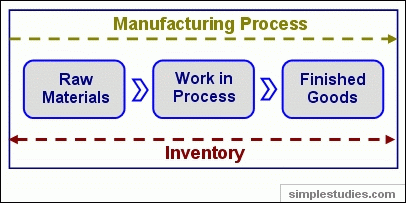 Manufacturing Process
Raw
Materials
Work in
Process
Finished
Goods
Inventory
simplestudies.com